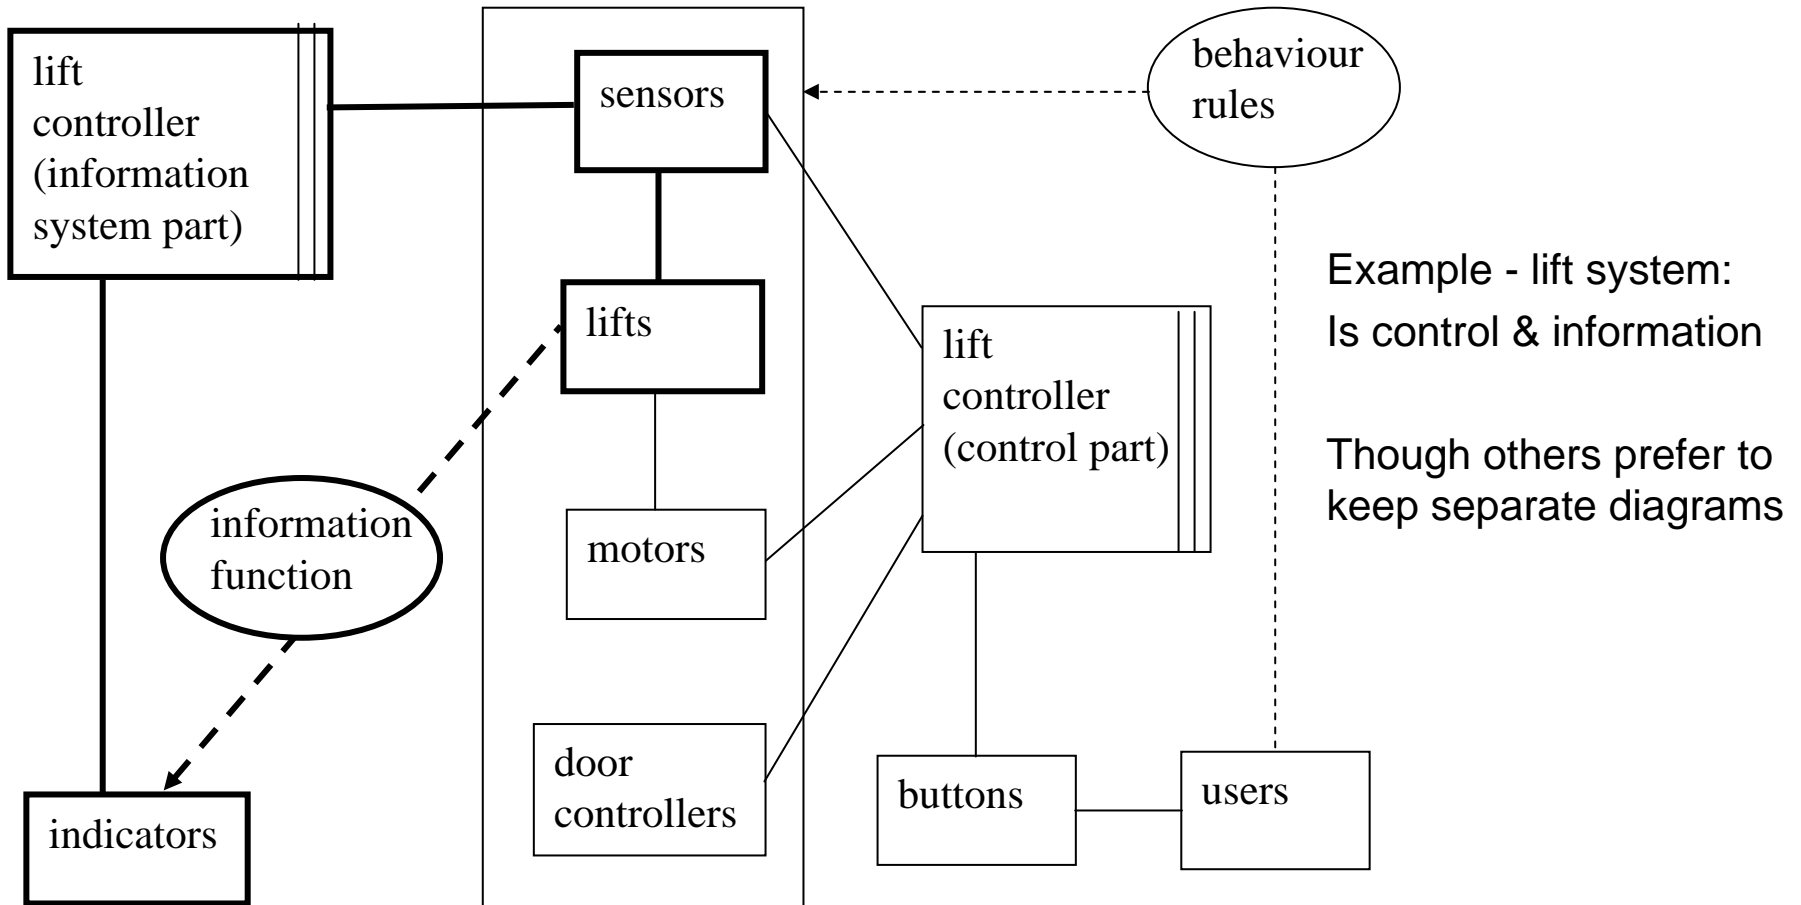 lift
controller
(information
system part)
sensors
behaviour
rules
lifts
lift
controller
(control part)
Example - lift system:
Is control & information
Though others prefer to
keep separate diagrams
information
function
motors
door
controllers
buttons
users
indicators